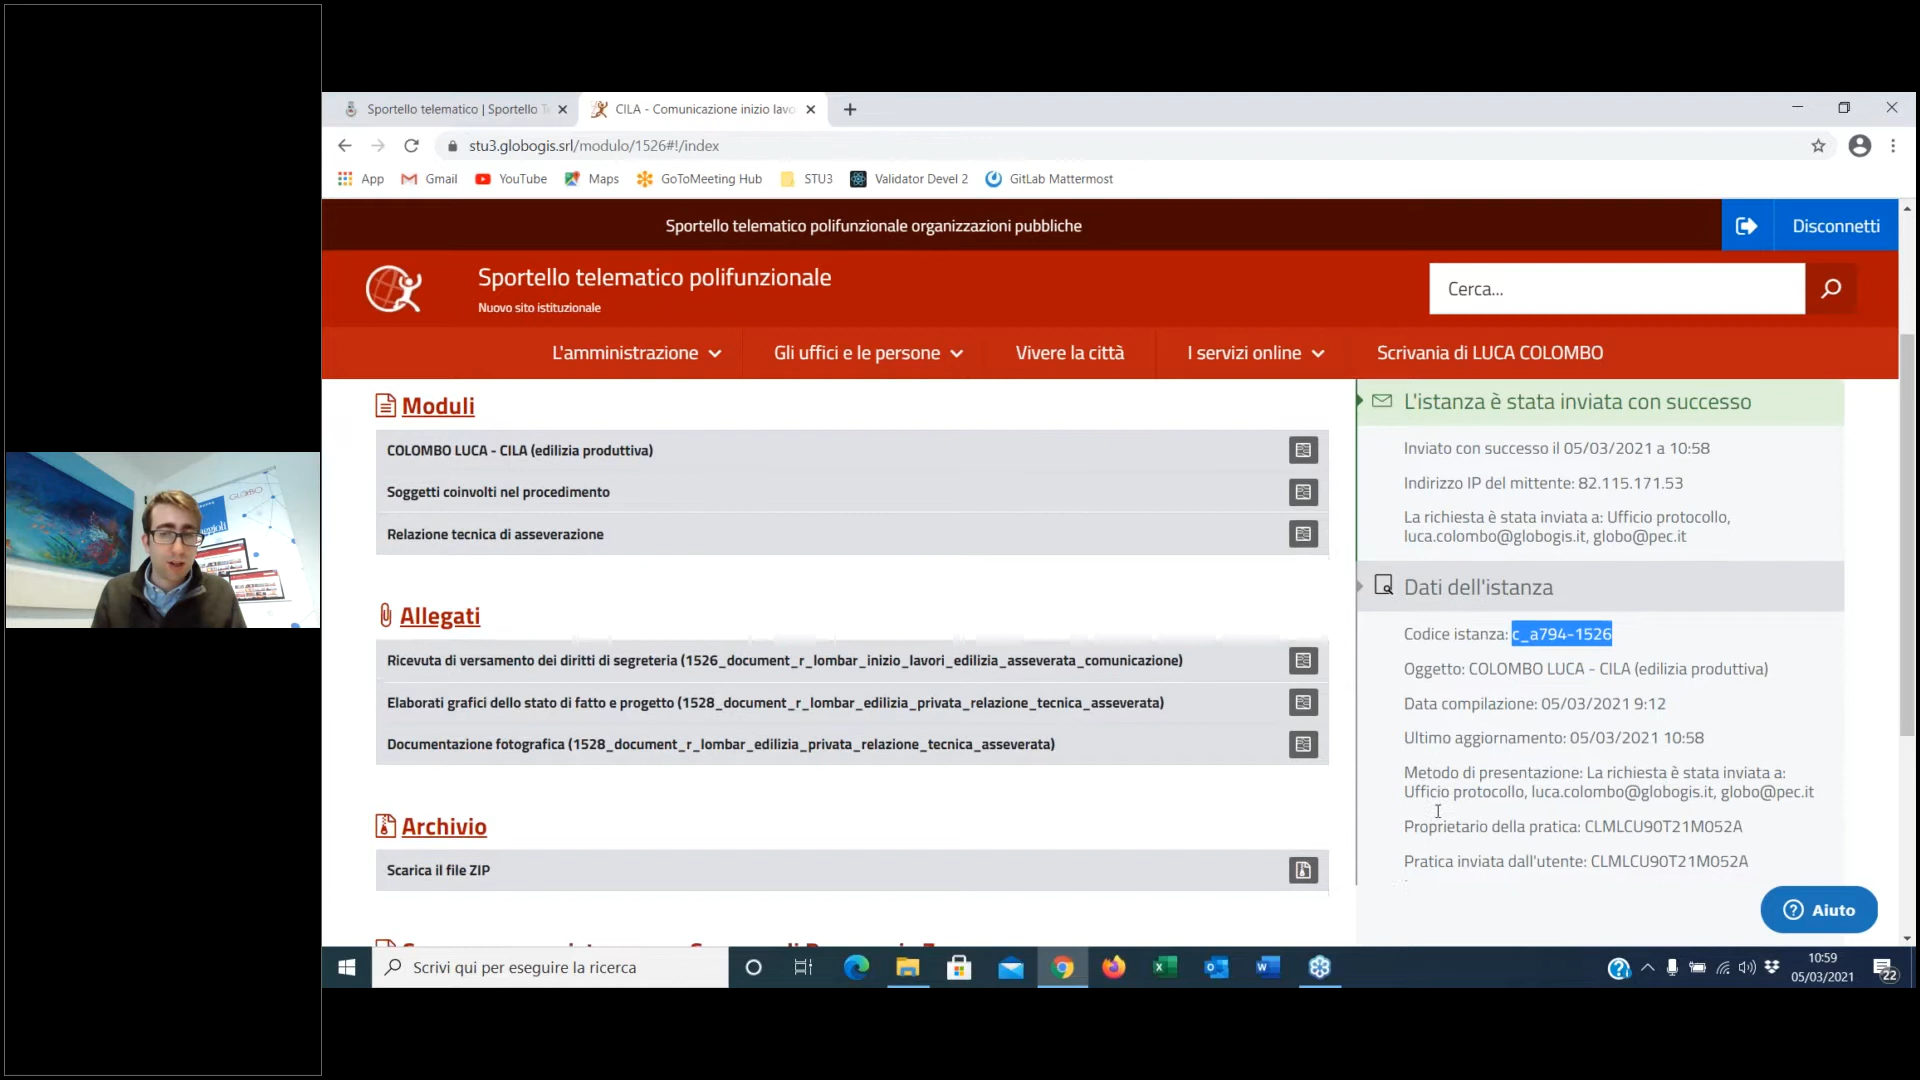 Sportello telematico | Sportello T
CILA - Comunicazione inizio lavo
stu3.globogis.srl/modulo/1526#!/index
App
Gmail
YouTube
Maps
GoToMeeting Hub
STU3
Validator Devel 2
GitLab Mattermost
Sportello telematico polifunzionale organizzazioni pubbliche
Disconnetti
Sportello telematico polifunzionale
Nuovo sito istituzionale
Cerca...
L'amministrazione
Gli uffici e le persone
Vivere la città
I servizi online
Scrivania di LUCA COLOMBO
Moduli
COLOMBO LUCA - CILA (edilizia produttiva)
Soggetti coinvolti nel procedimento
Relazione tecnica di asseverazione
Allegati
Ricevuta di versamento dei diritti di segreteria (1526_document_r_lombar_inizio_lavori_edilizia_asseverata_comunicazione)
Elaborati grafici dello stato di fatto e progetto (1528_document_r_lombar_edilizia_privata_relazione_tecnica_asseverata)
Documentazione fotografica (1528_document_r_lombar_edilizia_privata_relazione_tecnica_asseverata)
Archivio
Scarica il file ZIP
L'istanza è stata inviata con successo
Inviato con successo il 05/03/2021 a 10:58
Indirizzo IP del mittente: 82.115.171.53
La richiesta è stata inviata a: Ufficio protocollo,
luca.colombo@globogis.it, globo@pec.it
Dati dell'istanza
Codice istanza: c_a794-1526
Oggetto: COLOMBO LUCA - CILA (edilizia produttiva)
Data compilazione: 05/03/2021 9:12
Ultimo aggiornamento: 05/03/2021 10:58
Metodo di presentazione: La richiesta è stata inviata a:
Ufficio protocollo, luca.colombo@globogis.it, globo@pec.it
Proprietario della pratica: CLMLCU90T21M052A
Pratica inviata dall'utente: CLMLCU90T21M052A
Aiuto
Scrivi qui per eseguire la ricerca
10:59
05/03/2021
22
GLOBO
aggioli